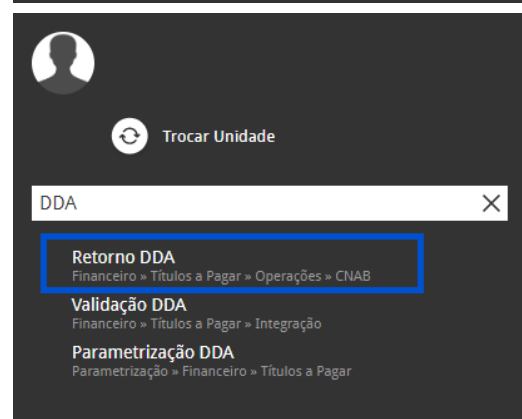 Trocar Unidade
DDA
Retorno DDA
Financeiro » Títulos a Pagar » Operações » CNAB
Validação DDA
Financeiro » Títulos a Pagar » Integração
Parametrização DDA
Parametrização » Financeiro » Títulos a Pagar